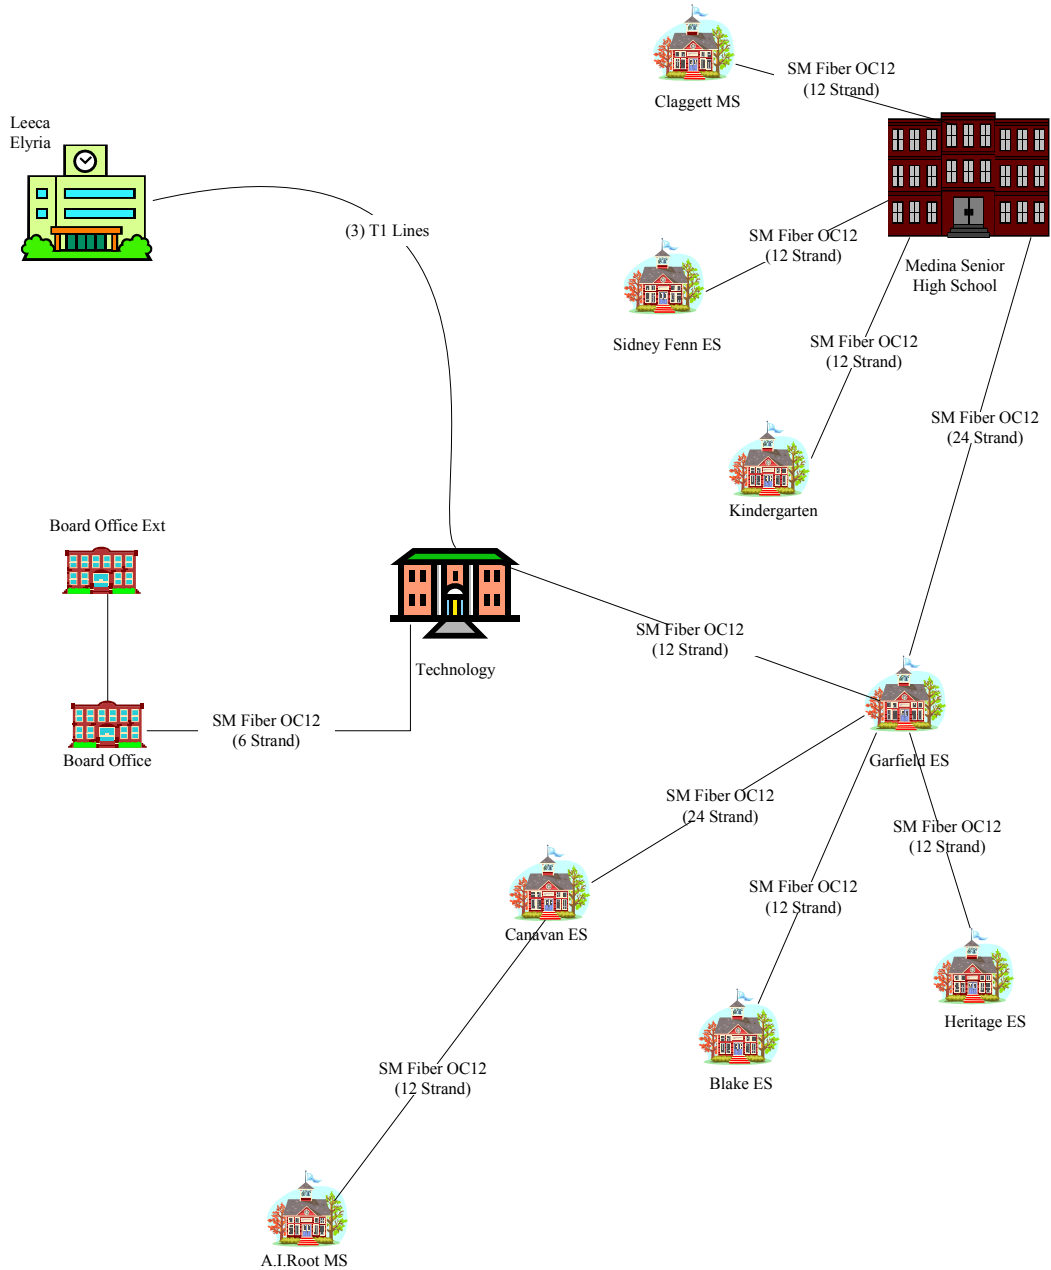 SM Fiber OC12
(12 Strand)
Claggett MS
Leeca
Elyria
(3) T1 Lines
SM Fiber OC12
(12 Strand)
Medina Senior
High School
Sidney Fenn ES
SM Fiber OC12
(12 Strand)
SM Fiber OC12
(24 Strand)
Kindergarten
Board Office Ext
SM Fiber OC12
(12 Strand)
Technology
SM Fiber OC12
(6 Strand)
Board Office
Garfield ES
SM Fiber OC12
(24 Strand)
SM Fiber OC12
(12 Strand)
SM Fiber OC12
(12 Strand)
Canavan ES
Heritage ES
Blake ES
SM Fiber OC12
(12 Strand)
A.I.Root MS